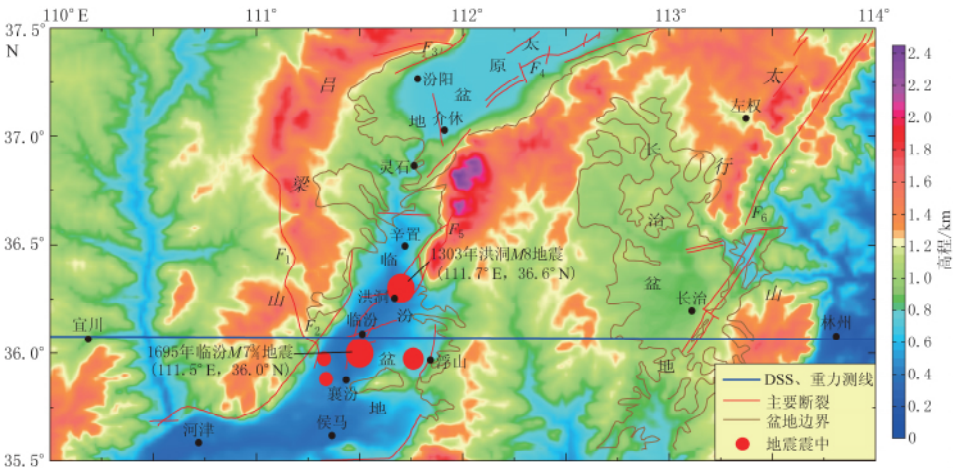 110°E
111°
112°
113°
114°
37.5°
N
37.0°
36.5°
36.0°
35.5°
吕
梁
山
F3
F4
太
原
盆
地
汾阳
介休
灵石
太
行
山
左权
长
治
盆
地
长治
F6
F5
F1
F2
辛置
临
汾
盆
地
1303年洪洞M8地震
(111.7°E，36.6°N)
洪洞
临汾
宜川
1695年临汾M7¾地震
(111.5°E，36.0°N)
浮山
襄汾
侯马
河津
林州
DSS、重力测线
主要断裂
盆地边界
地震震中
2.4
2.2
2.0
1.8
1.6
1.4
1.2
1.0
0.8
0.6
0.4
0.2
0
高程/km